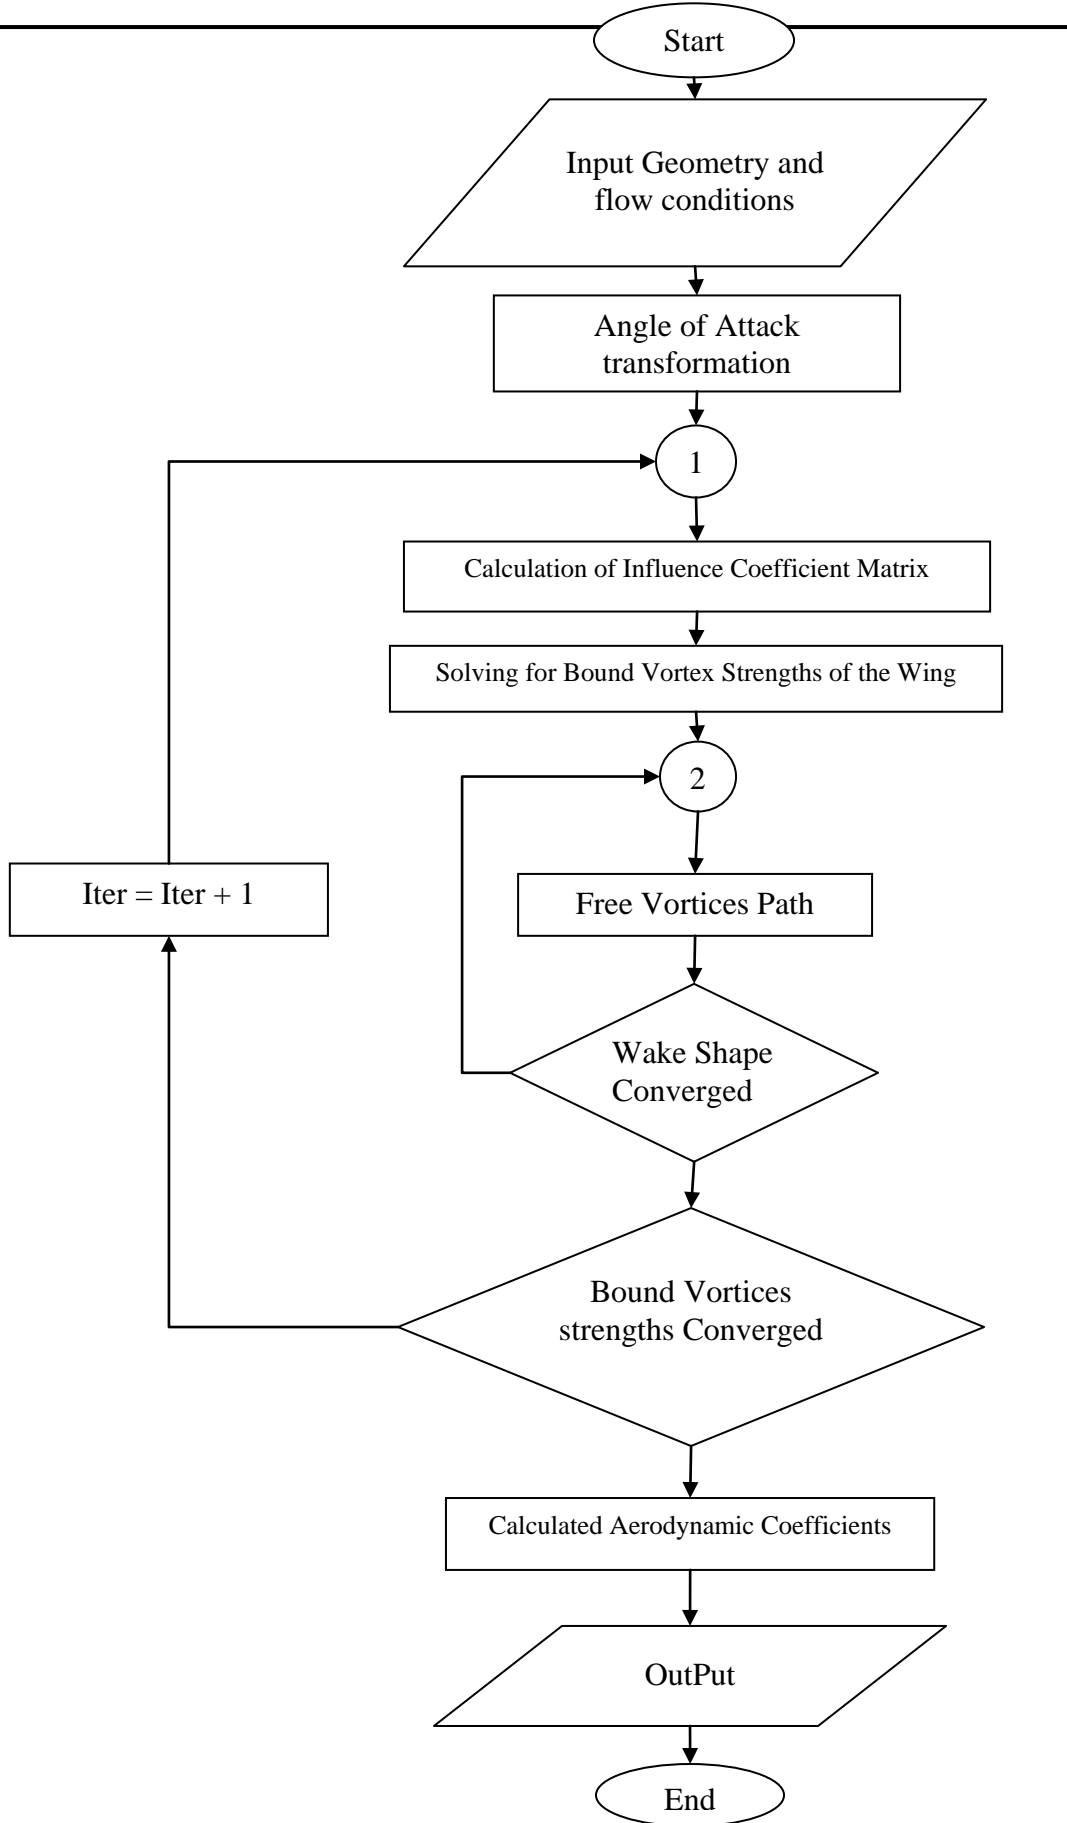 Start
Input Geometry and
flow conditions
Angle of Attack
transformation
1
Calculation of Influence Coefficient Matrix
Solving for Bound Vortex Strengths of the Wing
2
Iter = Iter + 1
Free Vortices Path
Wake Shape
Converged
Bound Vortices
strengths Converged
Calculated Aerodynamic Coefficients
OutPut
End